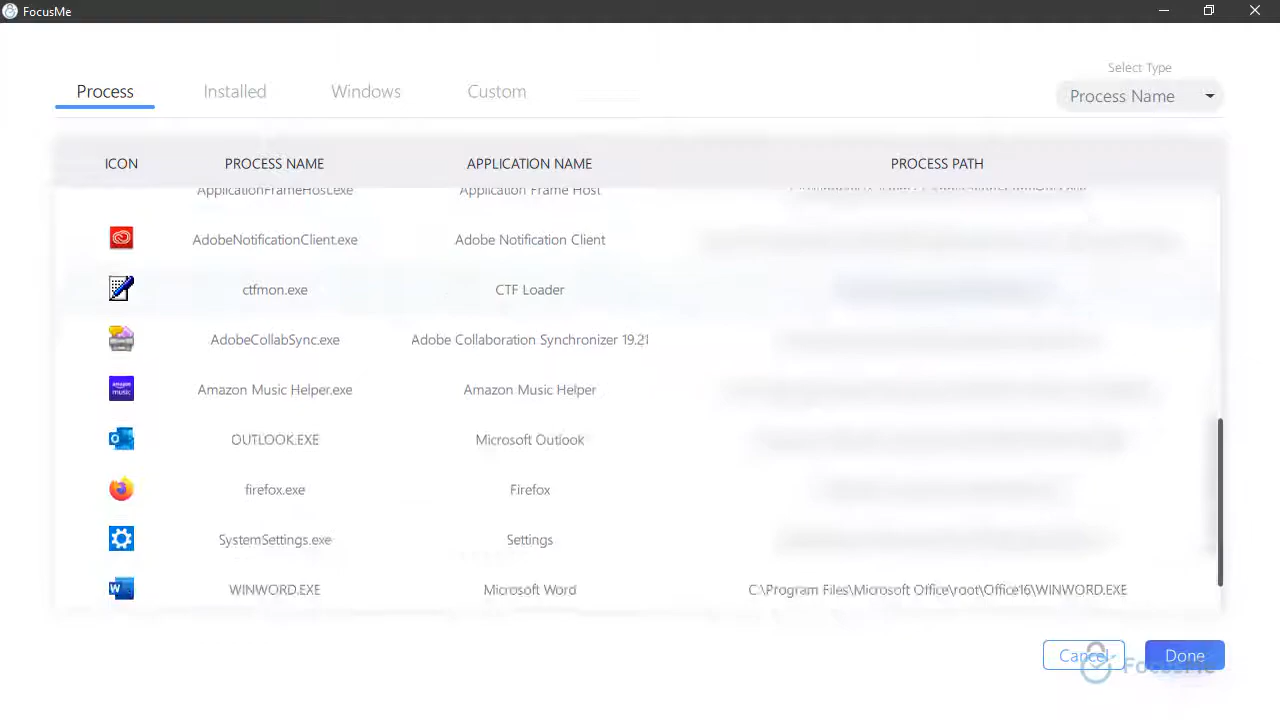 FocusMe
Process Installed Windows Custom
Select Type
Process Name
ICON PROCESS NAME APPLICATION NAME PROCESS PATH
ApplicationFrameHost.exe Application Frame Host
AdobeNotificationClient.exe Adobe Notification Client
ctfmon.exe CTF Loader
AdobeCollabSync.exe Adobe Collaboration Synchronizer 19.21
Amazon Music Helper.exe Amazon Music Helper
amazon music
OUTLOOK.EXE Microsoft Outlook
firefox.exe Firefox
SystemSettings.exe Settings
WINWORD.EXE Microsoft Word C:\Program Files\Microsoft Office\root\Office16\WINWORD.EXE
Cancel Done
FocusMe